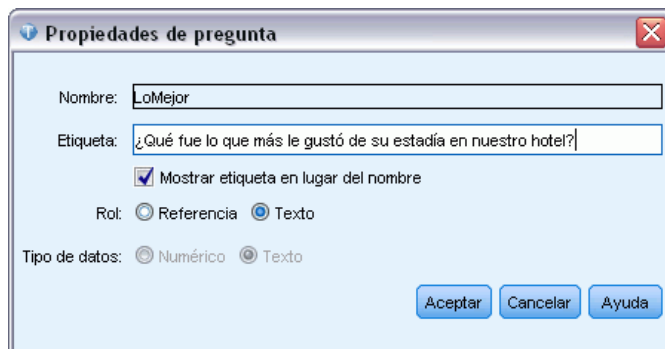 Propiedades de pregunta
Nombre: LoMejor
Etiqueta: ¿Qué fue lo que más le gustó de su estadía en nuestro hotel?
Mostrar etiqueta en lugar del nombre
Rol: Referencia Texto
Tipo de datos: Numérico Texto
Aceptar Cancelar Ayuda